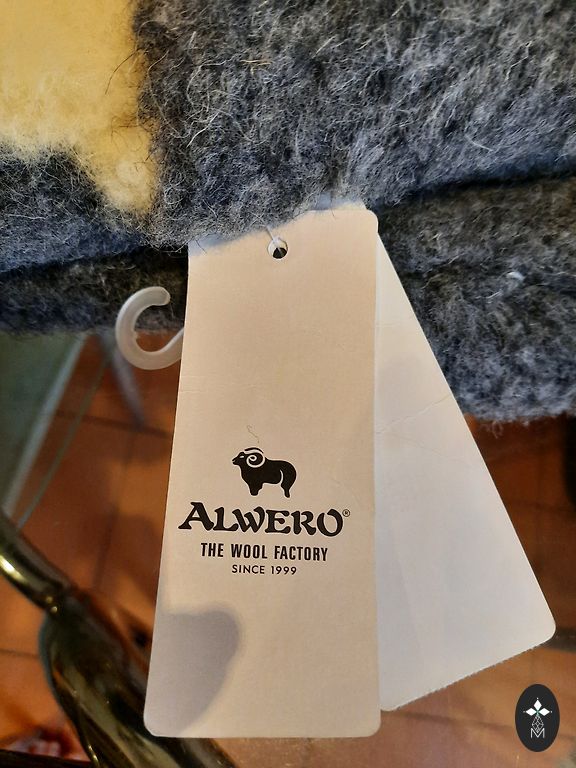 ALWERO®
THE WOOL FACTORY
SINCE 1999